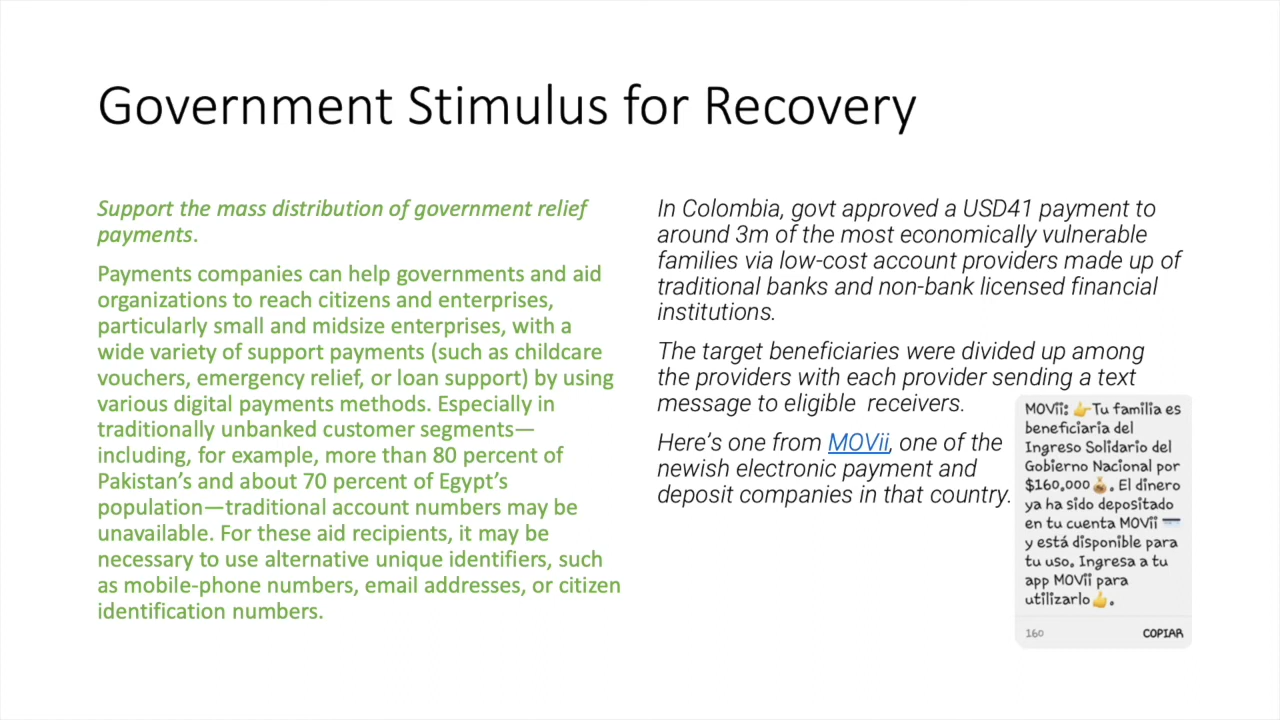 Government Stimulus for Recovery
Support the mass distribution of government relief
payments.
Payments companies can help governments and aid
organizations to reach citizens and enterprises,
particularly small and midsize enterprises, with a
wide variety of support payments (such as childcare
vouchers, emergency relief, or loan support) by using
various digital payments methods. Especially in
traditionally unbanked customer segments—
including, for example, more than 80 percent of
Pakistan’s and about 70 percent of Egypt’s
population—traditional account numbers may be
unavailable. For these aid recipients, it may be
necessary to use alternative unique identifiers, such
as mobile-phone numbers, email addresses, or citizen
identification numbers.
In Colombia, govt approved a USD41 payment to
around 3m of the most economically vulnerable
families via low-cost account providers made up of
traditional banks and non-bank licensed financial
institutions.
The target beneficiaries were divided up among
the providers with each provider sending a text
message to eligible receivers.
Here’s one from MOVii, one of the
newish electronic payment and
deposit companies in that country.
MOVii: 👉Tu familia es
beneficiaria del
Ingreso Solidario del
Gobierno Nacional por
$160,000💰. El dinero
ya ha sido depositado
en tu cuenta MOVii 💳
y está disponible para
tu uso. Ingresa a tu
app MOVii para
utilizarlo👍.
160
COPIAR